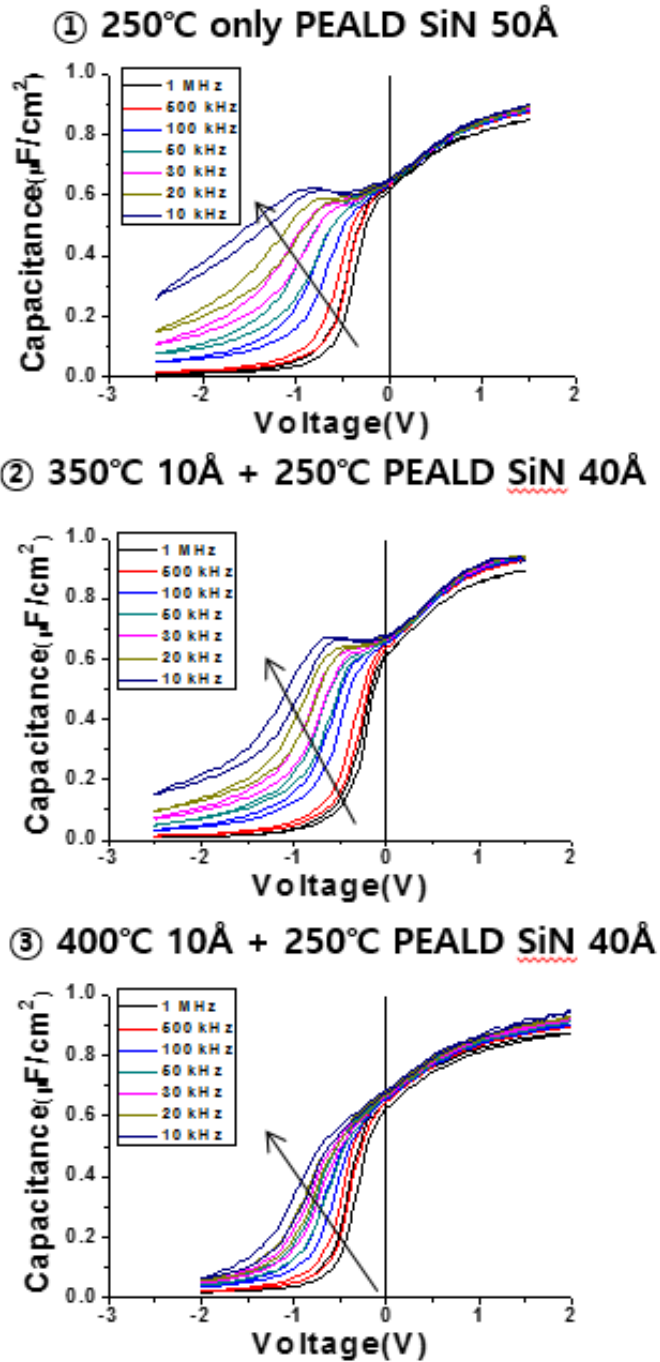 ① 250℃ only PEALD SiN 50Å
Capacitance(μF/cm²)
1.0
0.8
0.6
0.4
0.2
0.0
1 MHz
500 kHz
100 kHz
50 kHz
30 kHz
20 kHz
10 kHz
-3 -2 -1 0 1 2
Voltage(V)
② 350℃ 10Å + 250℃ PEALD SiN 40Å
Capacitance(μF/cm²)
1.0
0.8
0.6
0.4
0.2
0.0
1 MHz
500 kHz
100 kHz
50 kHz
30 kHz
20 kHz
10 kHz
-3 -2 -1 0 1 2
Voltage(V)
③ 400℃ 10Å + 250℃ PEALD SiN 40Å
Capacitance(μF/cm²)
1.0
0.8
0.6
0.4
0.2
0.0
1 MHz
500 kHz
100 kHz
50 kHz
30 kHz
20 kHz
10 kHz
-3 -2 -1 0 1 2
Voltage(V)